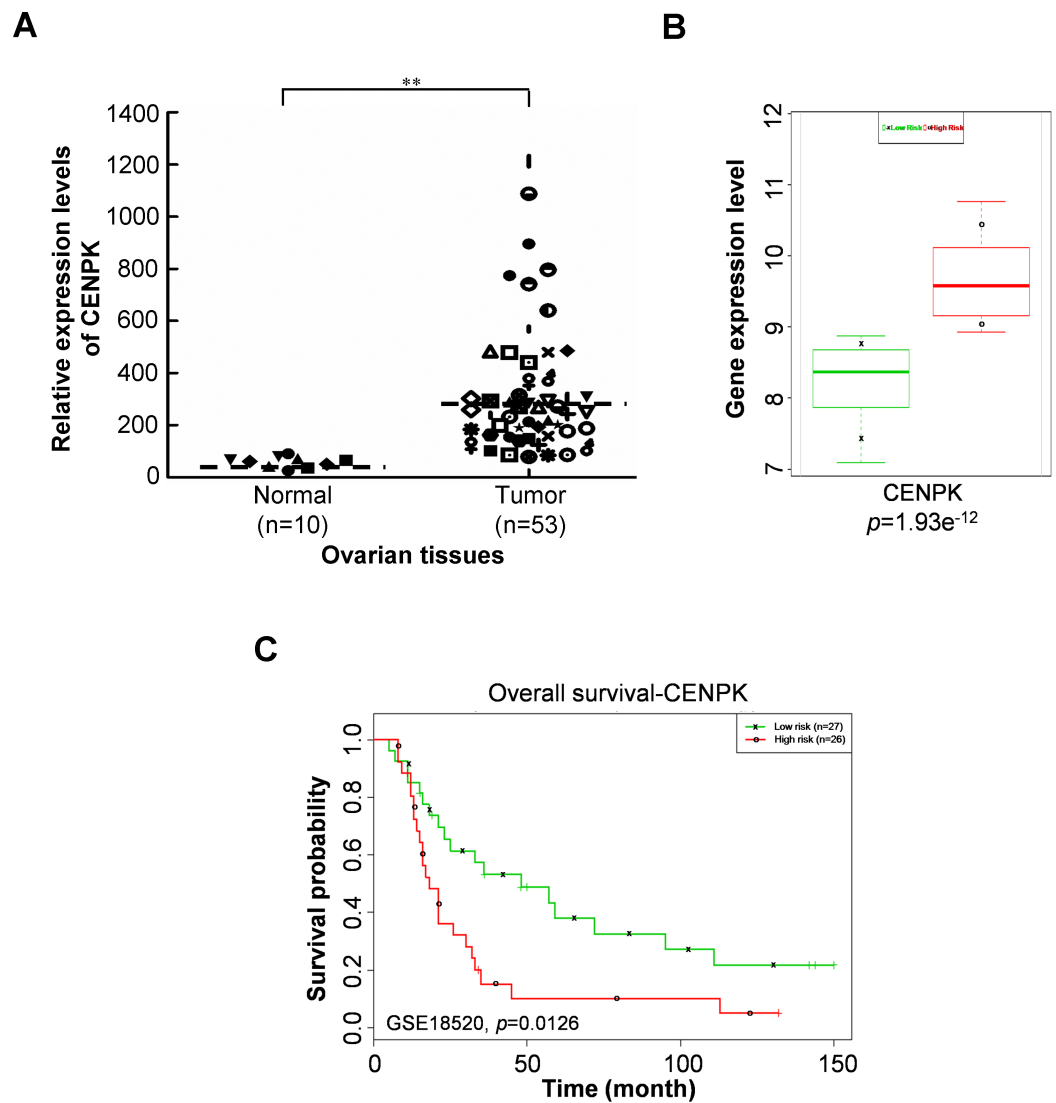 A
**
Relative expression levels
of CENPK
1400
1200
1000
800
600
400
200
0
Normal
(n=10)
Tumor
(n=53)
Ovarian tissues
B
Low Risk
High Risk
Gene expression level
12
11
10
9
8
7
CENPK
p=1.93e-12
C
Overall survival-CENPK
Low risk (n=27)
High risk (n=26)
Survival probability
1.0
0.8
0.6
0.4
0.2
0.0
GSE18520, p=0.0126
0
50
100
150
Time (month)